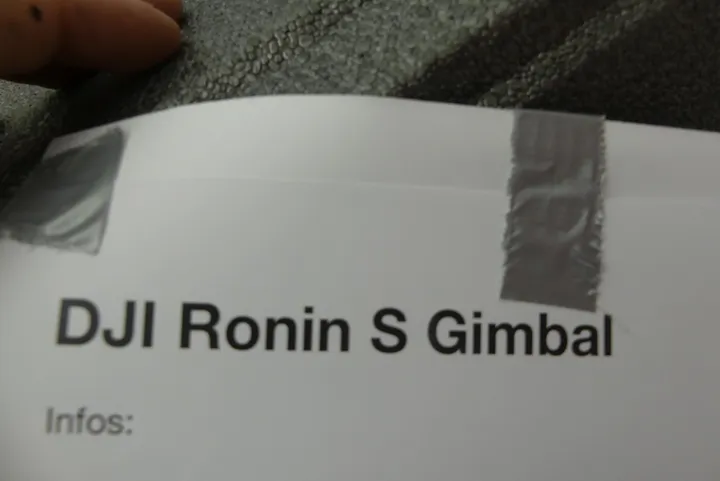 DJI Ronin S Gimbal
Infos: